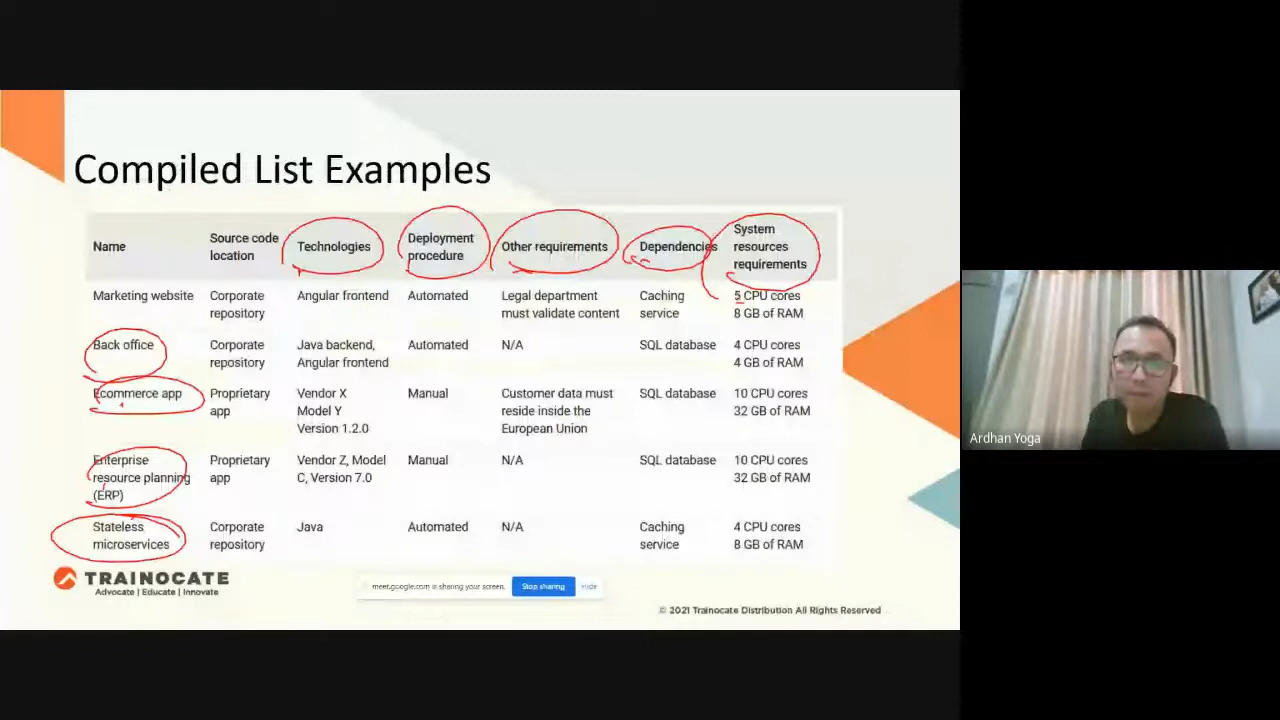 Compiled List Examples
Name
Source code
location
Technologies
Deployment
procedure
Other requirements
Dependencies
System
resources
requirements
Marketing website
Corporate
repository
Angular frontend
Automated
Legal department
must validate content
Caching
service
5 CPU cores
8 GB of RAM
Back office
Corporate
repository
Java backend,
Angular frontend
Automated
N/A
SQL database
4 CPU cores
4 GB of RAM
Ecommerce app
Proprietary
app
Vendor X
Model Y
Version 1.2.0
Manual
Customer data must
reside inside the
European Union
SQL database
10 CPU cores
32 GB of RAM
Enterprise
resource planning
(ERP)
Proprietary
app
Vendor Z, Model
C, Version 7.0
Manual
N/A
SQL database
10 CPU cores
32 GB of RAM
Stateless
microservices
Corporate
repository
Java
Automated
N/A
Caching
service
4 CPU cores
8 GB of RAM
TRAINOCATE
Advocate | Educate | Innovate
meet.google.com is sharing your screen.
Stop sharing
Hide
© 2021 Trainocate Distribution All Rights Reserved
Ardhan Yoga